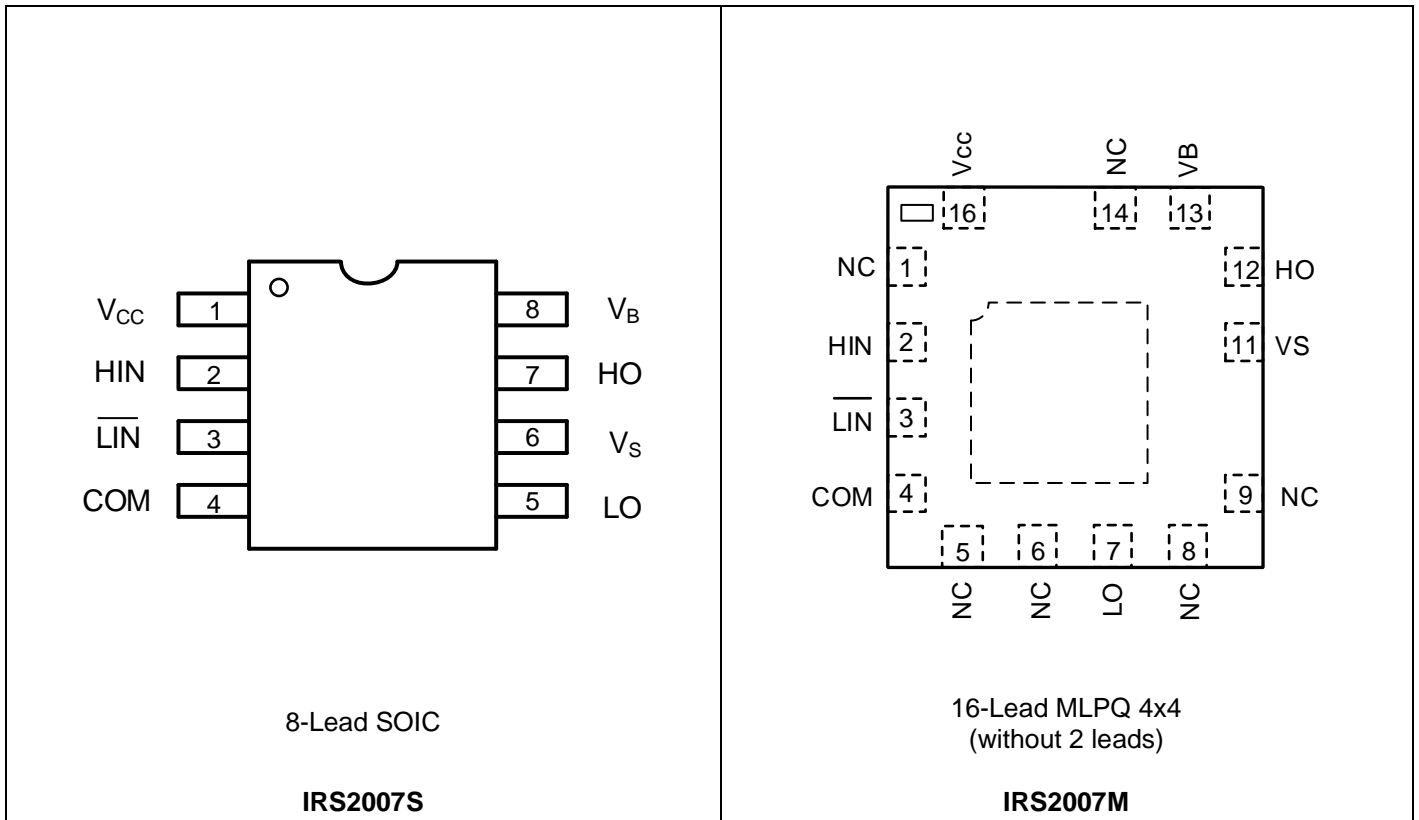 V_CC 1
HIN 2
L̅I̅N̅ 3
COM 4
8 V_B
7 HO
6 V_S
5 LO
8-Lead SOIC
IRS2007S
Vcc
NC
VB
16
14
13
NC 1
HIN 2
L̅I̅N̅ 3
COM 4
12 HO
11 VS
9 NC
5
6
7
8
NC
NC
LO
NC
16-Lead MLPQ 4x4
(without 2 leads)
IRS2007M